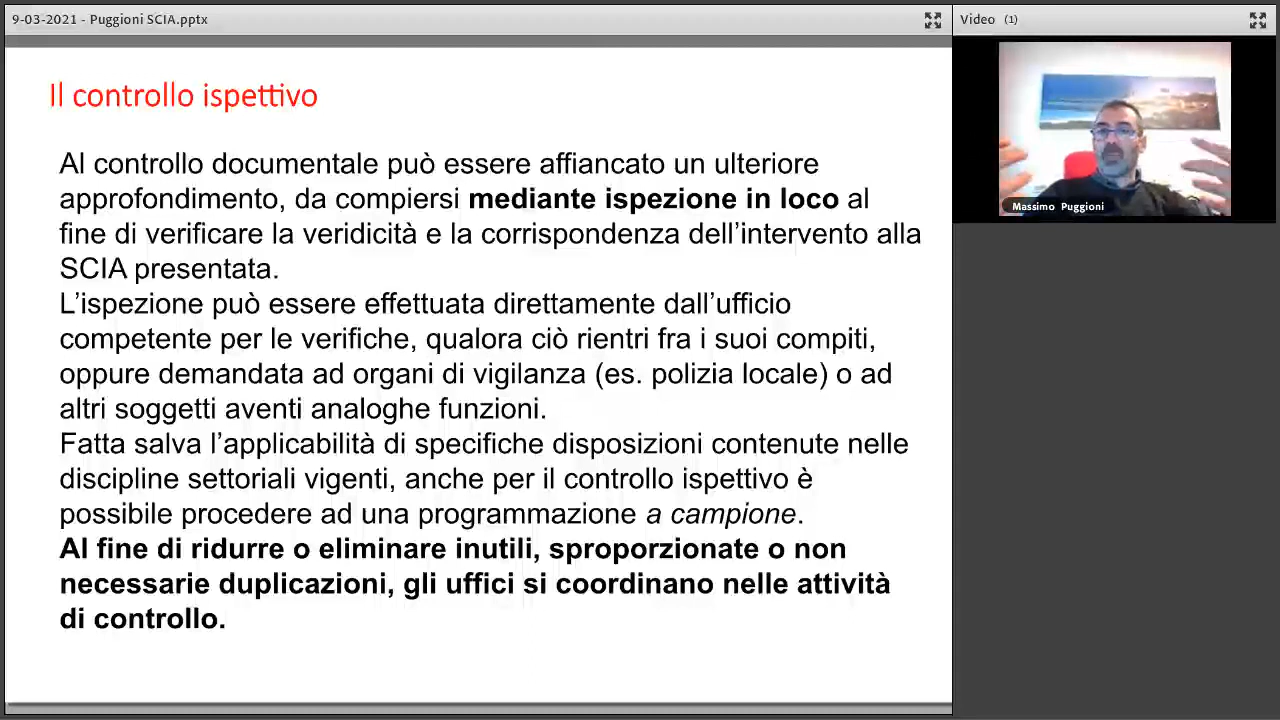 9-03-2021 - Puggioni SCIA.pptx
Video (1)
Il controllo ispettivo
Massimo Puggioni
Al controllo documentale può essere affiancato un ulteriore
approfondimento, da compiersi mediante ispezione in loco al
fine di verificare la veridicità e la corrispondenza dell’intervento alla
SCIA presentata.
L’ispezione può essere effettuata direttamente dall’ufficio
competente per le verifiche, qualora ciò rientri fra i suoi compiti,
oppure demandata ad organi di vigilanza (es. polizia locale) o ad
altri soggetti aventi analoghe funzioni.
Fatta salva l’applicabilità di specifiche disposizioni contenute nelle
discipline settoriali vigenti, anche per il controllo ispettivo è
possibile procedere ad una programmazione a campione.
Al fine di ridurre o eliminare inutili, sproporzionate o non
necessarie duplicazioni, gli uffici si coordinano nelle attività
di controllo.